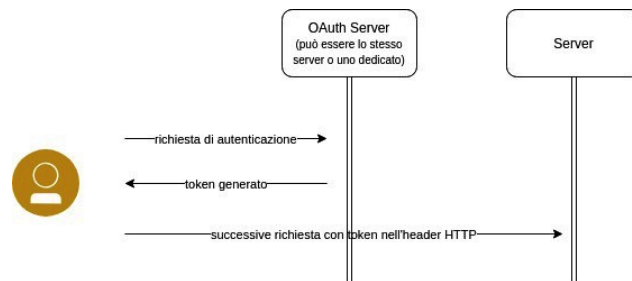 OAuth Server
(può essere lo stesso
server o uno dedicato)
Server
richiesta di autenticazione
token generato
successive richiesta con token nell'header HTTP